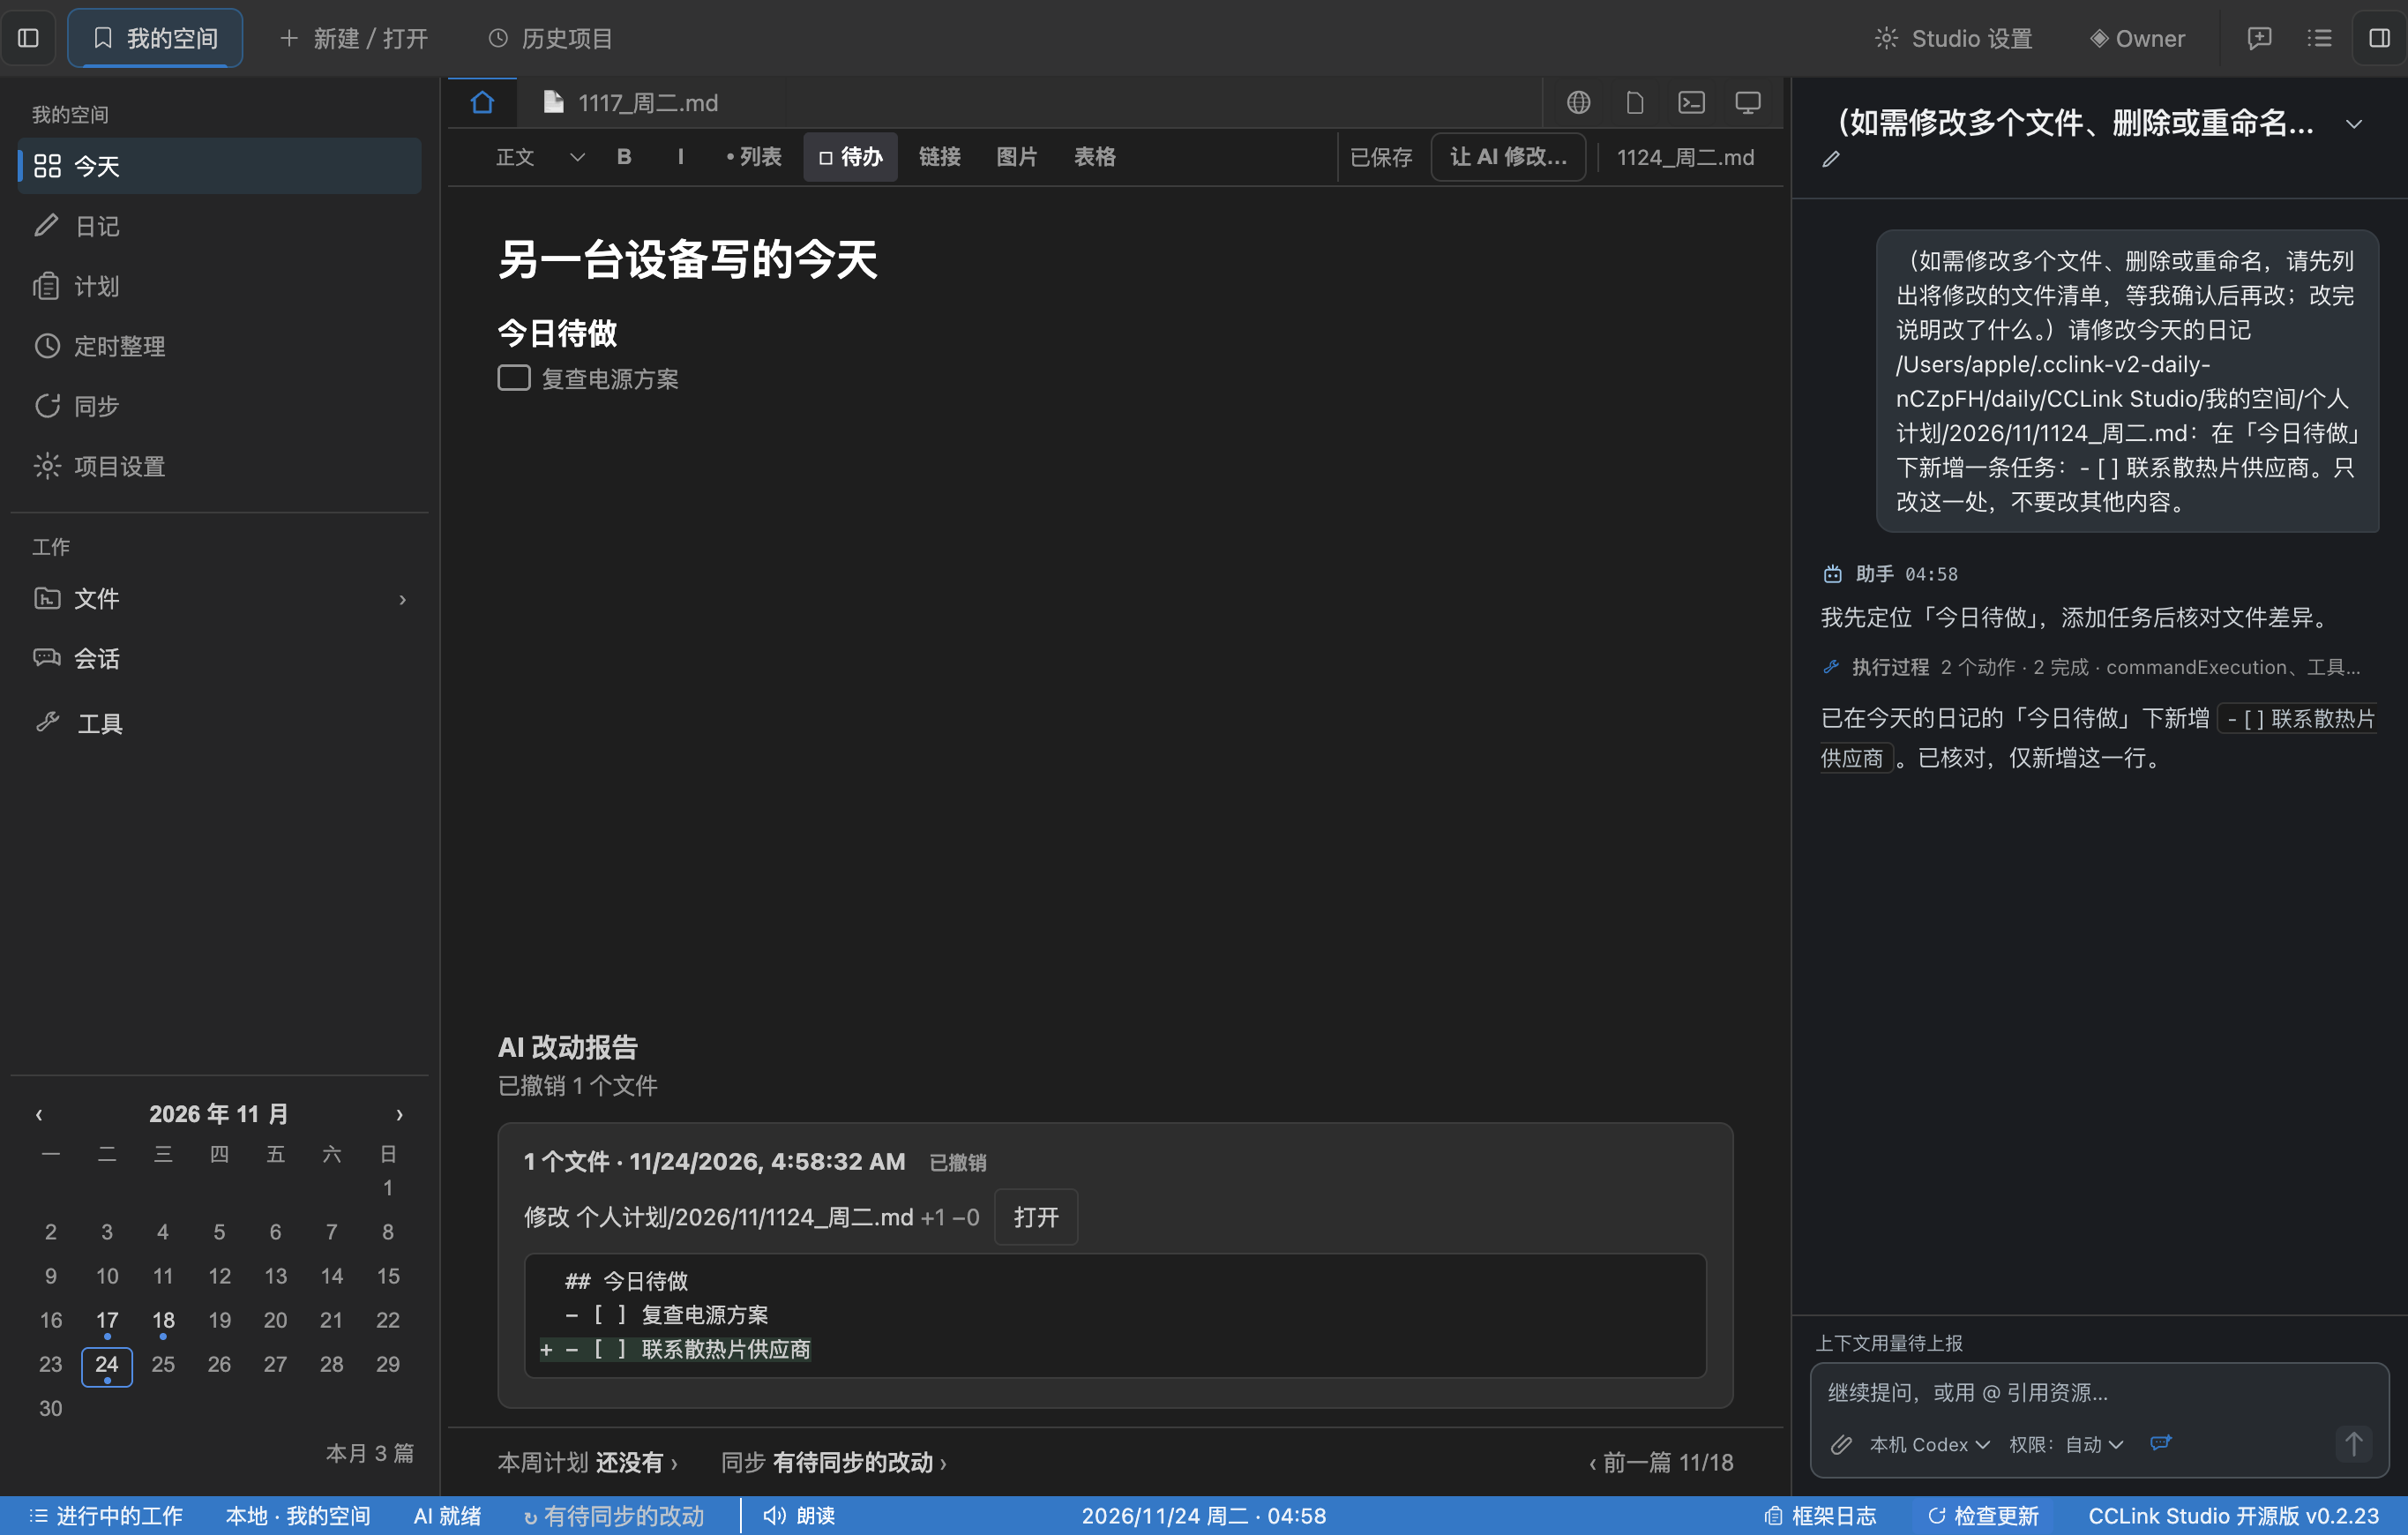 我的空间
新建 / 打开
历史项目
Studio 设置
Owner
我的空间
今天
日记
计划
定时整理
同步
项目设置
工作
文件
会话
工具
2026 年 11 月
一 二 三 四 五 六 日
1
2 3 4 5 6 7 8
9 10 11 12 13 14 15
16 17 18 19 20 21 22
23 24 25 26 27 28 29
30
本月 3 篇
1117_周二.md
正文 B I • 列表 待办 链接 图片 表格
已保存
让 AI 修改...
1124_周二.md
另一台设备写的今天
今日待做
复查电源方案
AI 改动报告
已撤销 1 个文件
1 个文件 · 11/24/2026, 4:58:32 AM 已撤销
修改 个人计划/2026/11/1124_周二.md +1 −0 打开
## 今日待做
- [ ] 复查电源方案
+ - [ ] 联系散热片供应商
本周计划 还没有 ›
同步 有待同步的改动 ›
‹ 前一篇 11/18
（如需修改多个文件、删除或重命名...
（如需修改多个文件、删除或重命名，请先列
出将修改的文件清单，等我确认后再改；改完
说明改了什么。）请修改今天的日记
/Users/apple/.cclink-v2-daily-
nCZpFH/daily/CCLink Studio/我的空间/个人
计划/2026/11/1124_周二.md：在「今日待做」
下新增一条任务：- [ ] 联系散热片供应商。只
改这一处，不要改其他内容。
助手 04:58
我先定位「今日待做」，添加任务后核对文件差异。
执行过程 2 个动作 · 2 完成 · commandExecution、工具...
已在今天的日记的「今日待做」下新增 - [ ] 联系散热片
供应商 。已核对，仅新增这一行。
上下文用量待上报
继续提问，或用 @ 引用资源...
本机 Codex
权限：自动
进行中的工作
本地 · 我的空间
AI 就绪
有待同步的改动
朗读
2026/11/24 周二 · 04:58
框架日志
检查更新
CCLink Studio 开源版 v0.2.23